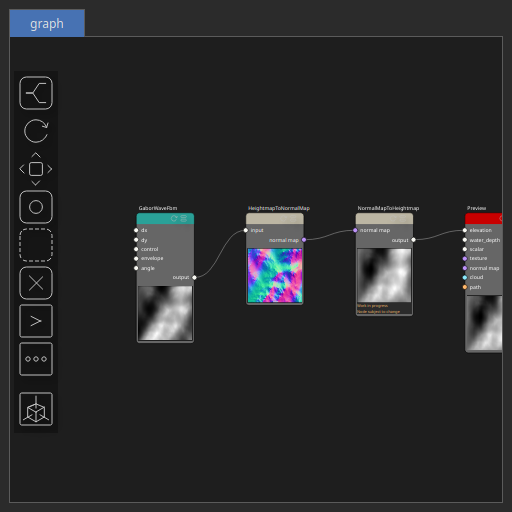 graph
GaborWaveFbm
dx
dy
control
envelope
angle
output
HeightmapToNormalMap
input
normal map
NormalMapToHeightmap
normal map
output
Work in progress.
Node subject to change
Preview
elevation
water_depth
scalar
texture
normal map
cloud
path